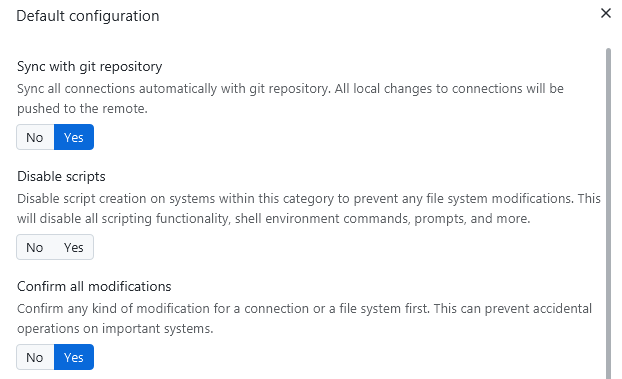 Default configuration
Sync with git repository
Sync all connections automatically with git repository. All local changes to connections will be
pushed to the remote.
No Yes
Disable scripts
Disable script creation on systems within this category to prevent any file system modifications. This
will disable all scripting functionality, shell environment commands, prompts, and more.
No Yes
Confirm all modifications
Confirm any kind of modification for a connection or a file system first. This can prevent accidental
operations on important systems.
No Yes